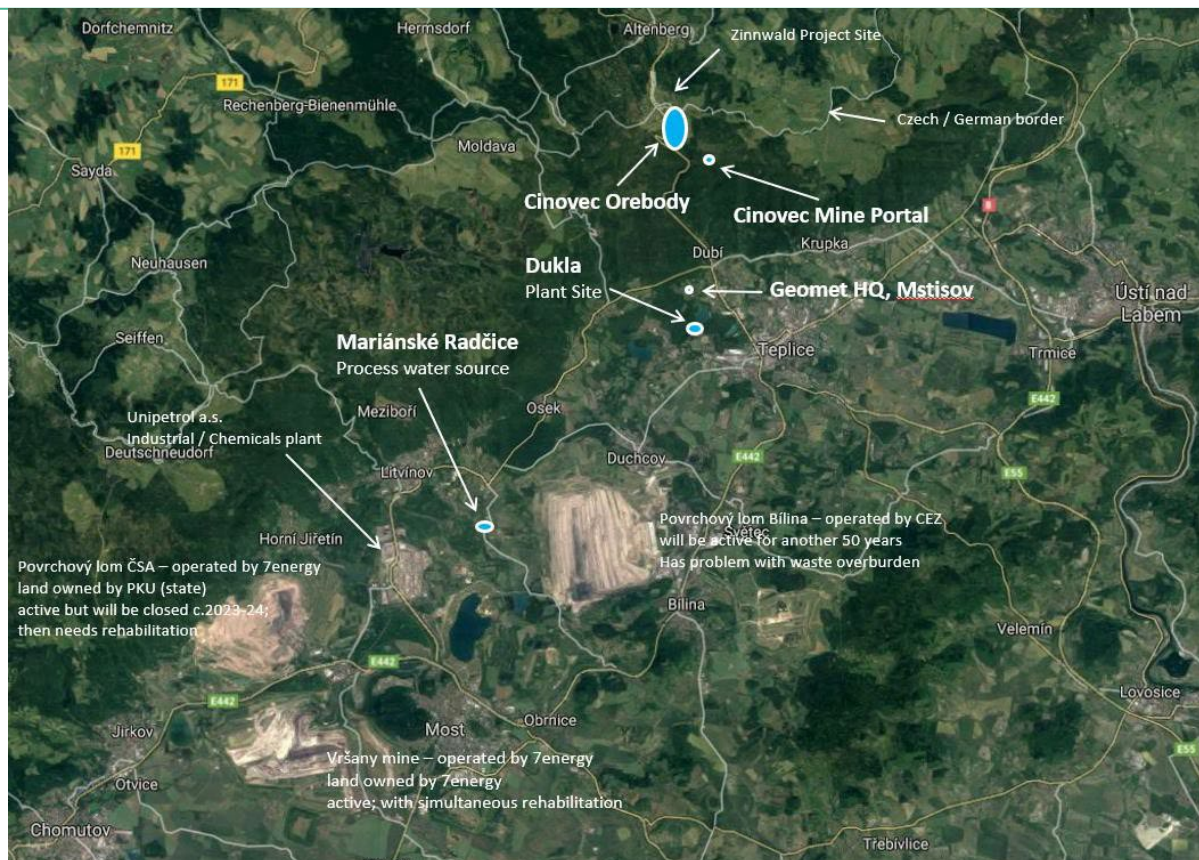 Dorfchemnitz
Hermsdorf
Altenberg
Zinnwald Project Site
171
Rechenberg-Bienenmühle
Czech / German border
Moldava
171
Sayda
Cinovec Orebody
Cinovec Mine Portal
8
Krupka
Dubí
Neuhausen
Dukla
Plant Site
Geomet HQ, Mstisov
Ústí nad
Labem
Seiffen
Mariánské Radčice
Process water source
Teplice
Trmice
E442
Meziboří
Osek
Unipetrol a.s.
Industrial / Chemicals plant
Deutschneudorf
Litvínov
Duchcov
E442
E55
Povrchový lom Bílina – operated by CEZ
Světec
will be active for another 50 years
Has problem with waste overburden
Horní Jiřetín
Povrchový lom ČSA – operated by 7energy
land owned by PKU (state)
active but will be closed c.2023-24;
then needs rehabilitation
Bílina
Velemín
E442
E442
Lovosice
Jirkov
Most
Obrnice
E55
Vršany mine – operated by 7energy
land owned by 7energy
active; with simultaneous rehabilitation
Otvice
Chomutov
Třebívlice